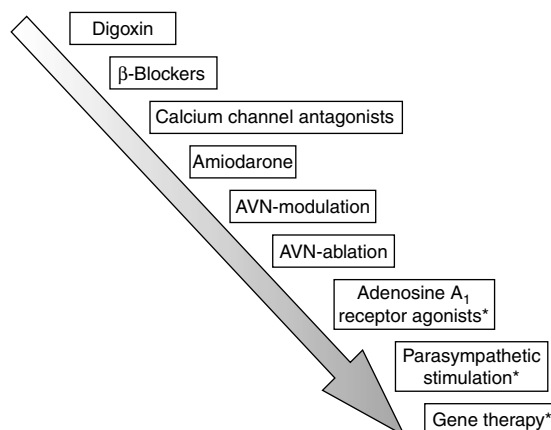 Digoxin
β-Blockers
Calcium channel antagonists
Amiodarone
AVN-modulation
AVN-ablation
Adenosine A₁
receptor agonists*
Parasympathetic
stimulation*
Gene therapy*